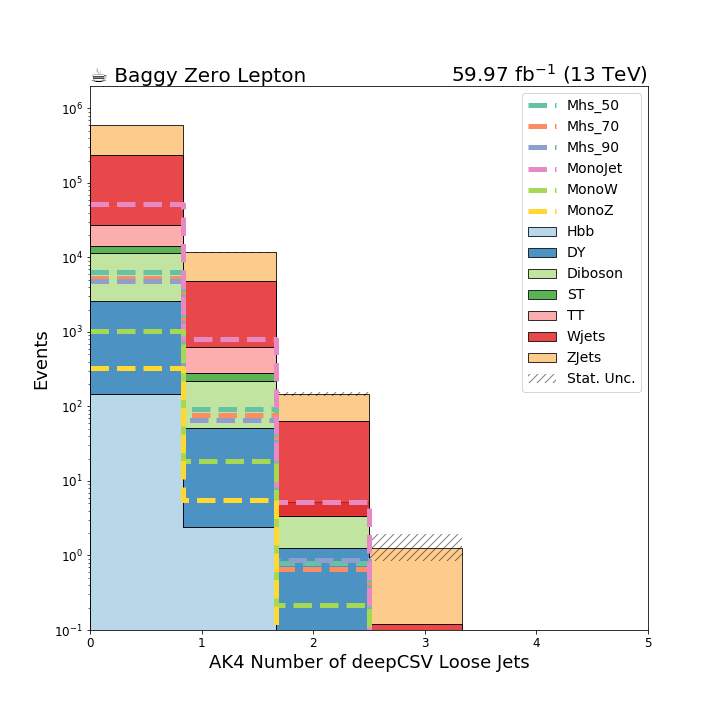 ☕ Baggy Zero Lepton
59.97 fb⁻¹ (13 TeV)
Events
10⁶
10⁵
10⁴
10³
10²
10¹
10⁰
10⁻¹
0 1 2 3 4 5
AK4 Number of deepCSV Loose Jets
Mhs_50
Mhs_70
Mhs_90
MonoJet
MonoW
MonoZ
Hbb
DY
Diboson
ST
TT
Wjets
ZJets
Stat. Unc.